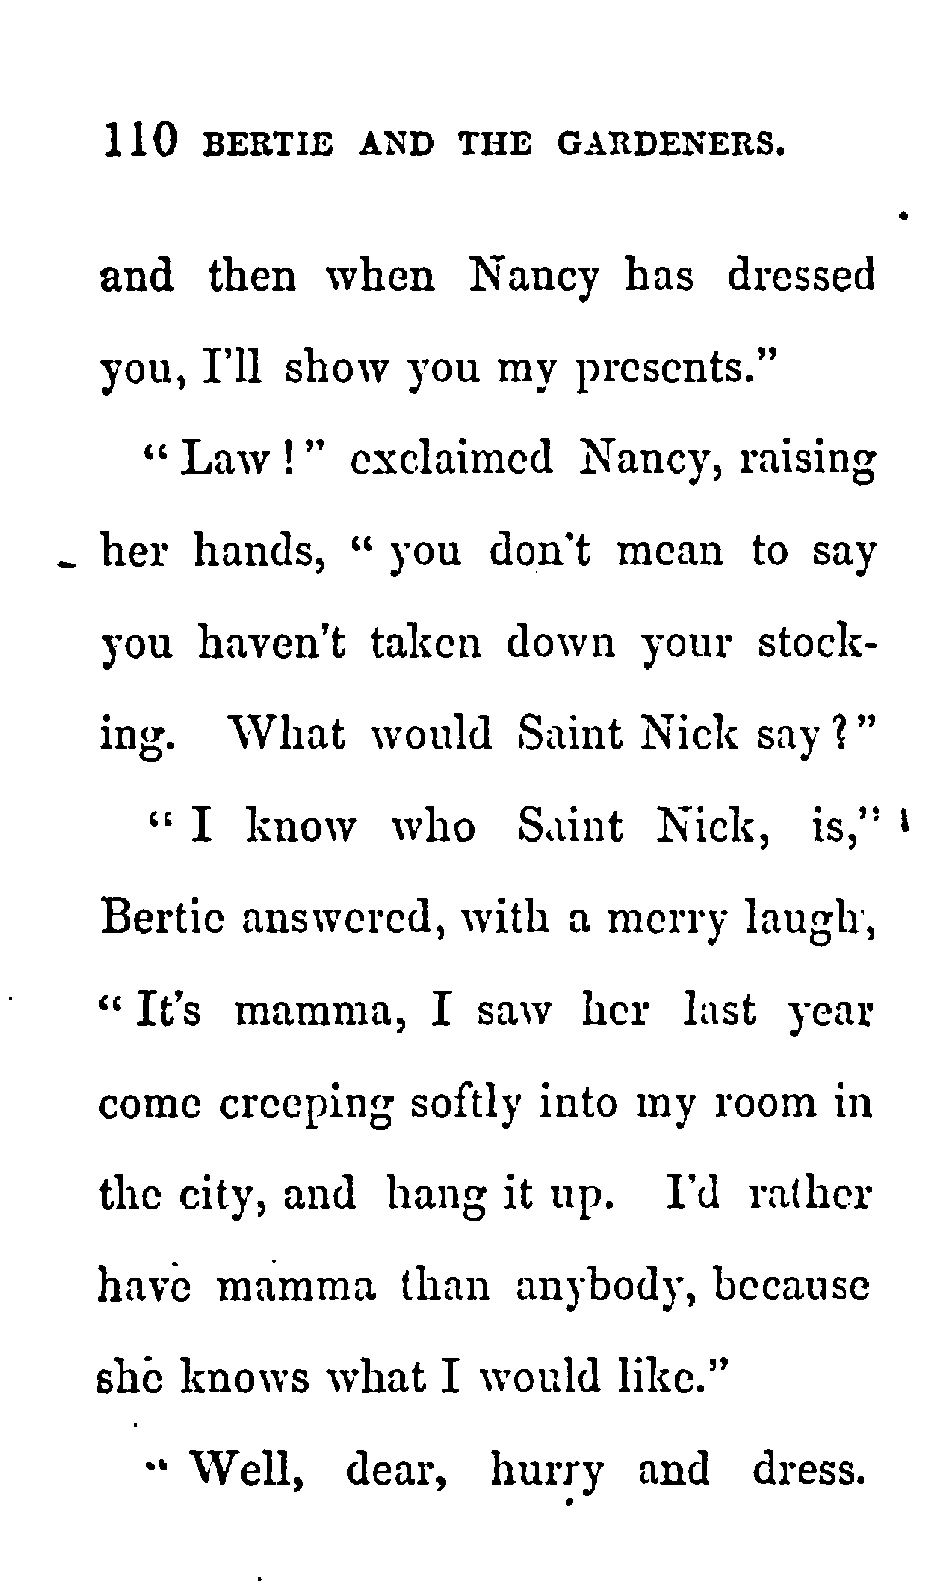 110 BERTIE AND THE GARDENERS.
and then when Nancy has dressed
you, I'll show you my presents."
"Law!" exclaimed Nancy, raising
her hands, "you don't mean to say
you haven't taken down your stock-
ing. What would Saint Nick say?"
"I know who Saint Nick, is,"
Bertie answered, with a merry laugh,
"It's mamma, I saw her last year
come creeping softly into my room in
the city, and hang it up. I'd rather
have mamma than anybody, because
she knows what I would like."
"Well, dear, hurry and dress.